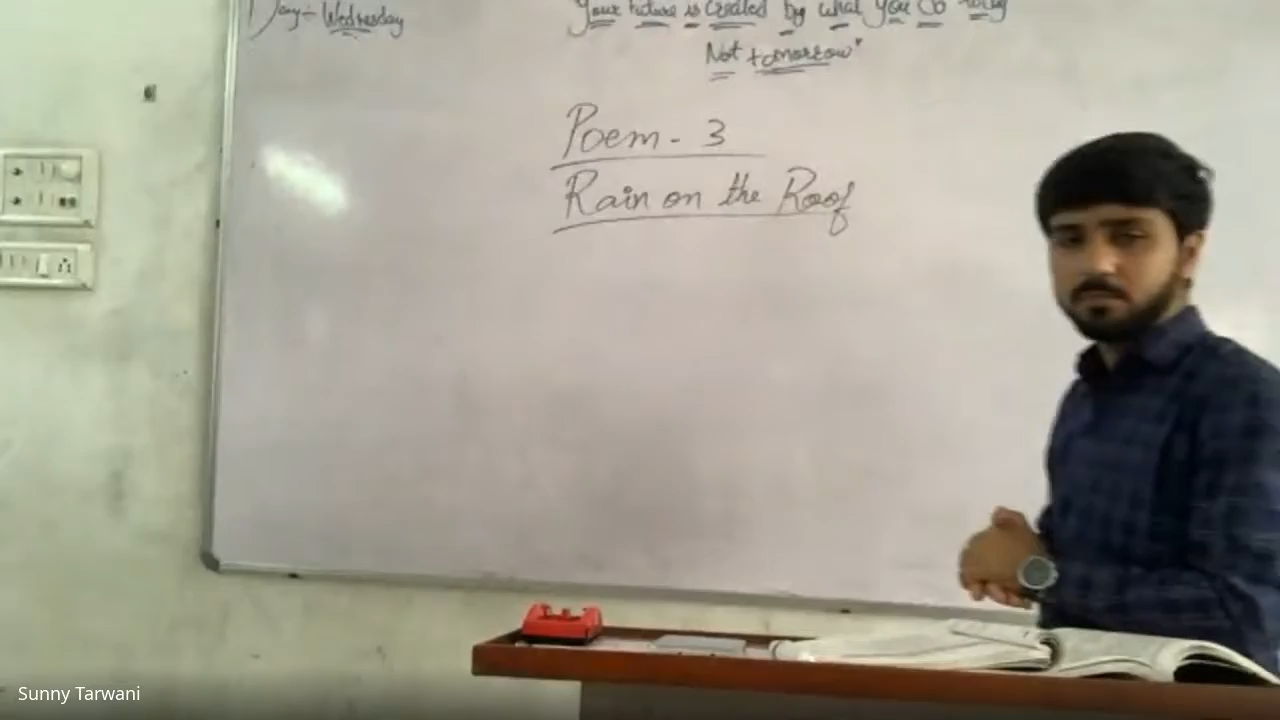 Day:- Wednesday
Your Future is Created by what You Do Today
Not tomorrow"
Poem - 3
Rain on the Roof
Sunny Tarwani